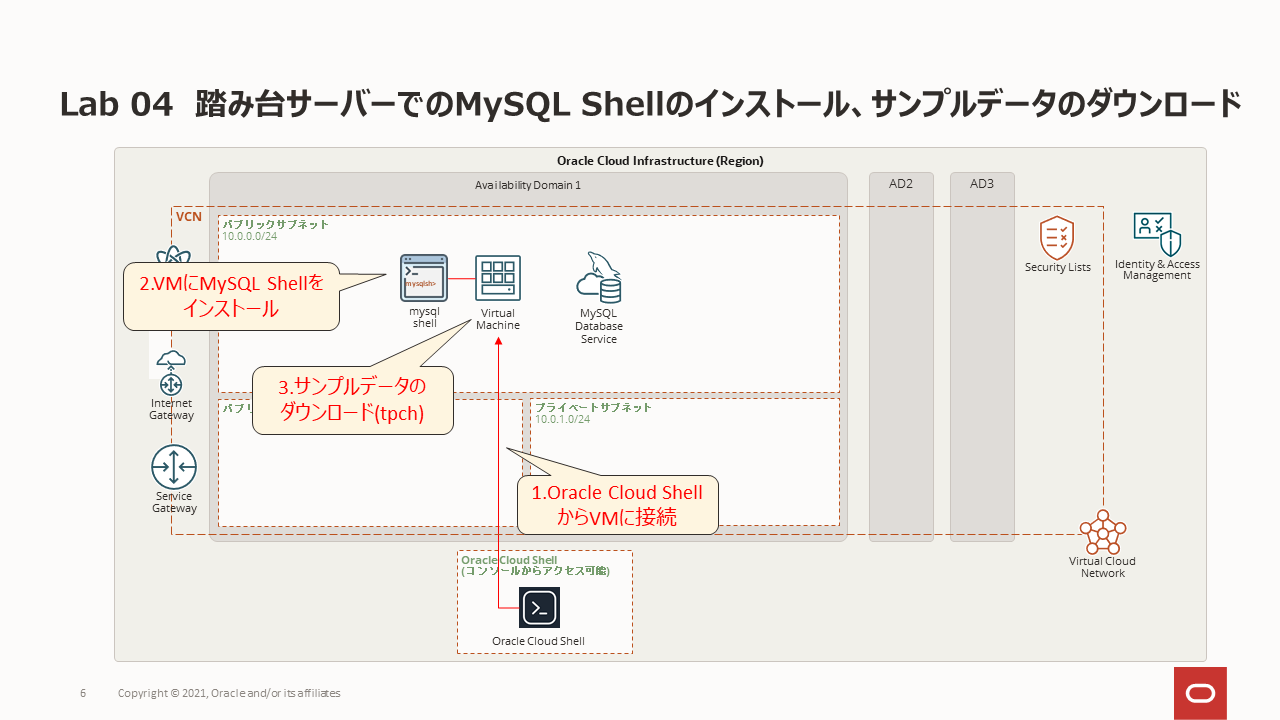 Lab 04 踏み台サーバーでのMySQL Shellのインストール、サンプルデータのダウンロード
Oracle Cloud Infrastructure (Region)
Availability Domain 1
AD2
AD3
VCN
パブリックサブネット
10.0.0.0/24
2.VMにMySQL Shellを
インストール
mysqlsh>
mysql
shell
Virtual
Machine
MySQL
Database
Service
Security Lists
Identity & Access
Management
Internet
Gateway
3.サンプルデータの
ダウンロード(tpch)
パブリ
プライベートサブネット
10.0.1.0/24
Service
Gateway
1.Oracle Cloud Shell
からVMに接続
Virtual Cloud
Network
Oracle Cloud Shell
(コンソールからアクセス可能)
Oracle Cloud Shell
6
Copyright © 2021, Oracle and/or its affiliates